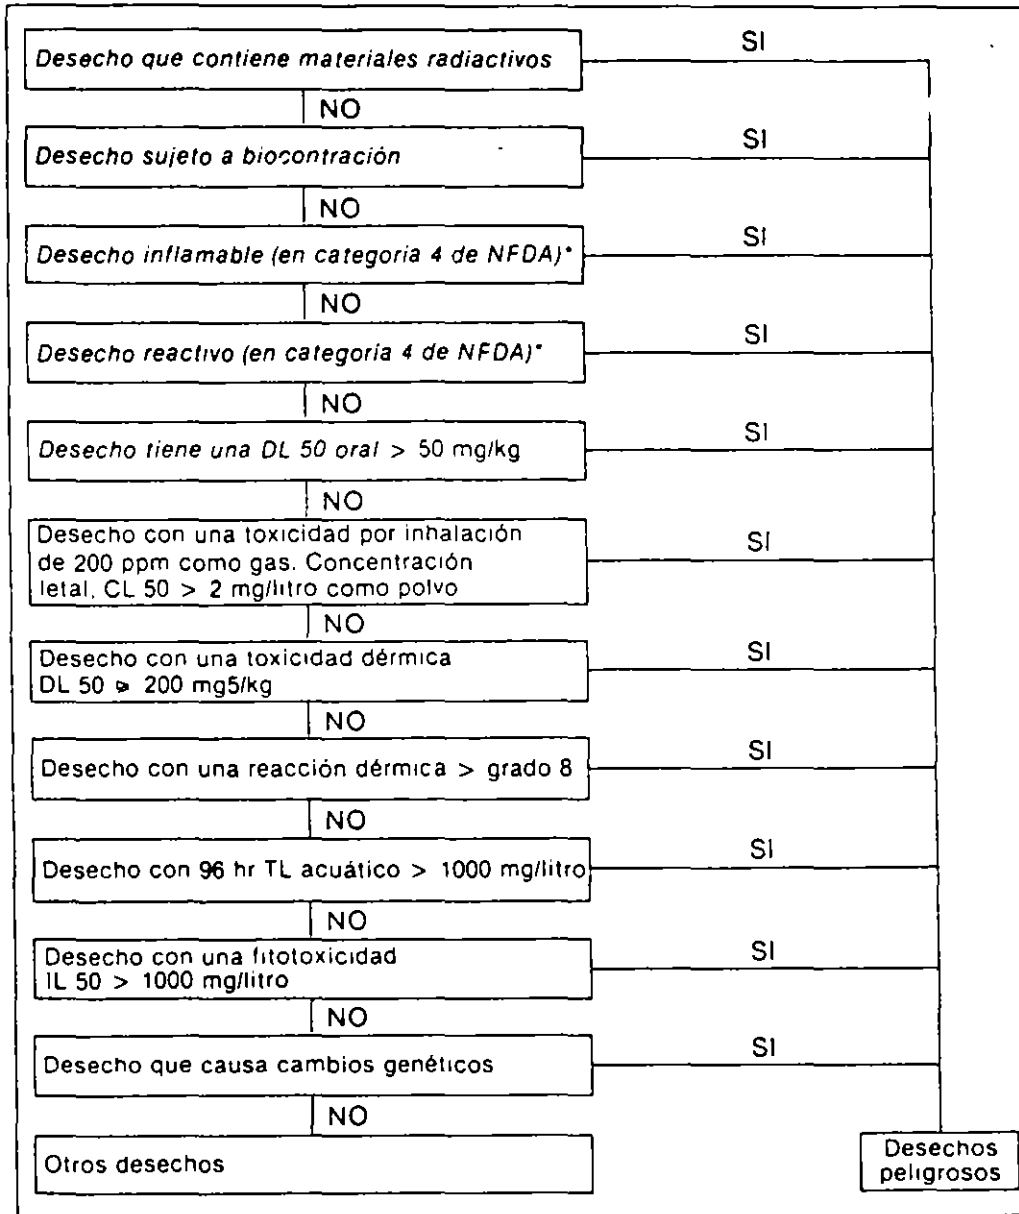 Desecho que contiene materiales radiactivos
SI
NO
Desecho sujeto a biocontración
SI
NO
Desecho inflamable (en categoria 4 de NFDA)*
SI
NO
Desecho reactivo (en categoría 4 de NFDA)*
SI
NO
Desecho tiene una DL 50 oral > 50 mg/kg
SI
NO
Desecho con una toxicidad por inhalación
de 200 ppm como gas. Concentración
letal, CL 50 > 2 mg/litro como polvo
SI
NO
Desecho con una toxicidad dérmica
DL 50 > 200 mg5/kg
SI
NO
Desecho con una reacción dérmica > grado 8
SI
NO
Desecho con 96 hr TL acuático > 1000 mg/litro
SI
NO
Desecho con una fitotoxicidad
IL 50 > 1000 mg/litro
SI
NO
Desecho que causa cambios genéticos
SI
NO
Otros desechos
Desechos
peligrosos